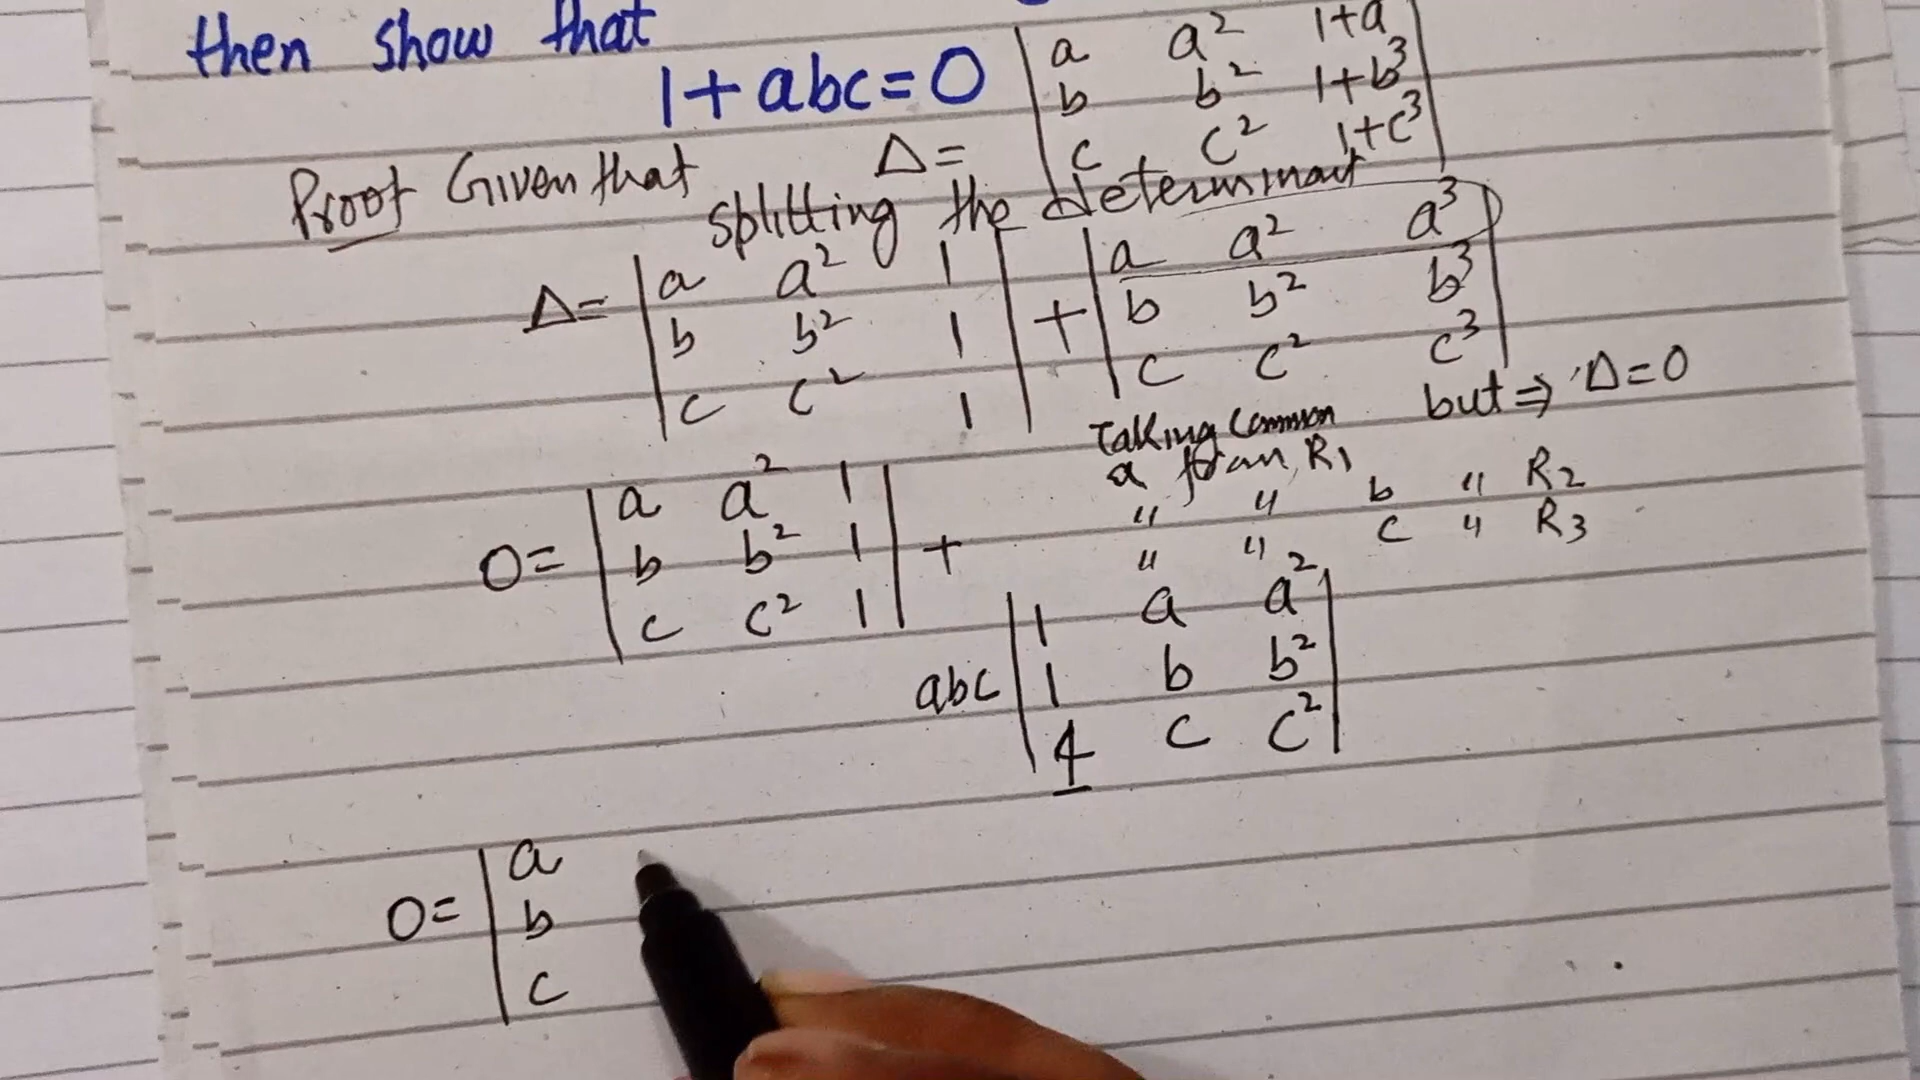 then show that
1+abc=0
Proof Given that Δ= | a a² 1+a
b b² 1+b³
c c² 1+c³ |
splitting the determinant
Δ= | a a² 1 | + | a a² a³ |
| b b² 1 | | b b² b³ |
| c c² 1 | | c c² c³ |
but ⇒ Δ=0
Taking Common
a from R₁
" " b " R2
" " c " R3
0= | a a² 1 | +
| b b² 1 |
| c c² 1 |
abc | 1 a a² |
| 1 b b² |
| 1 c c² |
0= | a
| b
| c